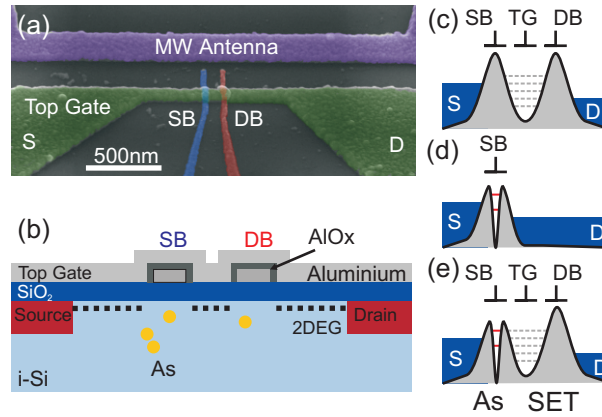 (a)
MW Antenna
Top Gate
S
SB
DB
D
500nm
(b)
SB
DB
AlOx
Top Gate
Aluminium
SiO₂
Source
Drain
2DEG
As
i-Si
(c)
SB TG DB
S
D
(d)
SB
S
D
(e)
SB TG DB
S
D
As SET